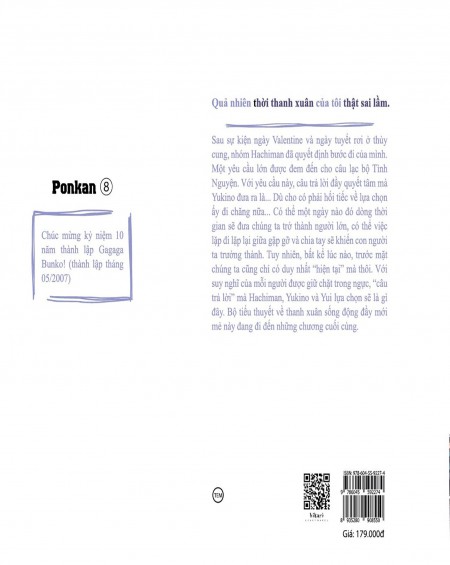 Quả nhiên thời thanh xuân của tôi thật sai lầm.
Sau sự kiện ngày Valentine và ngày tuyết rơi ở thủy
cung, nhóm Hachiman đã quyết định bước đi của mình.
Một yêu cầu lớn được đem đến cho câu lạc bộ Tình
Nguyện. Với yêu cầu này, câu trả lời đầy quyết tâm mà
Yukino đưa ra là... Dù cho có phải hối tiếc về lựa chọn
ấy đi chăng nữa... Có thể một ngày nào đó dòng thời
gian sẽ đưa chúng ta trở thành người lớn, có thể việc
lặp đi lặp lại giữa gặp gỡ và chia tay sẽ khiến con người
ta trưởng thành. Tuy nhiên, bất kể lúc nào, trước mặt
chúng ta cũng chỉ có duy nhất “hiện tại” mà thôi. Với
suy nghĩ của mỗi người được giữ chặt trong ngực, “câu
trả lời” mà Hachiman, Yukino và Yui lựa chọn sẽ là gì
đây. Bộ tiểu thuyết về thanh xuân sống động đầy mới
mẻ này đang đi đến những chương cuối cùng.
Ponkan ⑧
Chúc mừng kỷ niệm 10
năm thành lập Gagaga
Bunko! (thành lập tháng
05/2007)
TEM
ISBN: 978-604-55-9227-4
9 786045 592274
8 935280 908558
Giá: 179.000đ